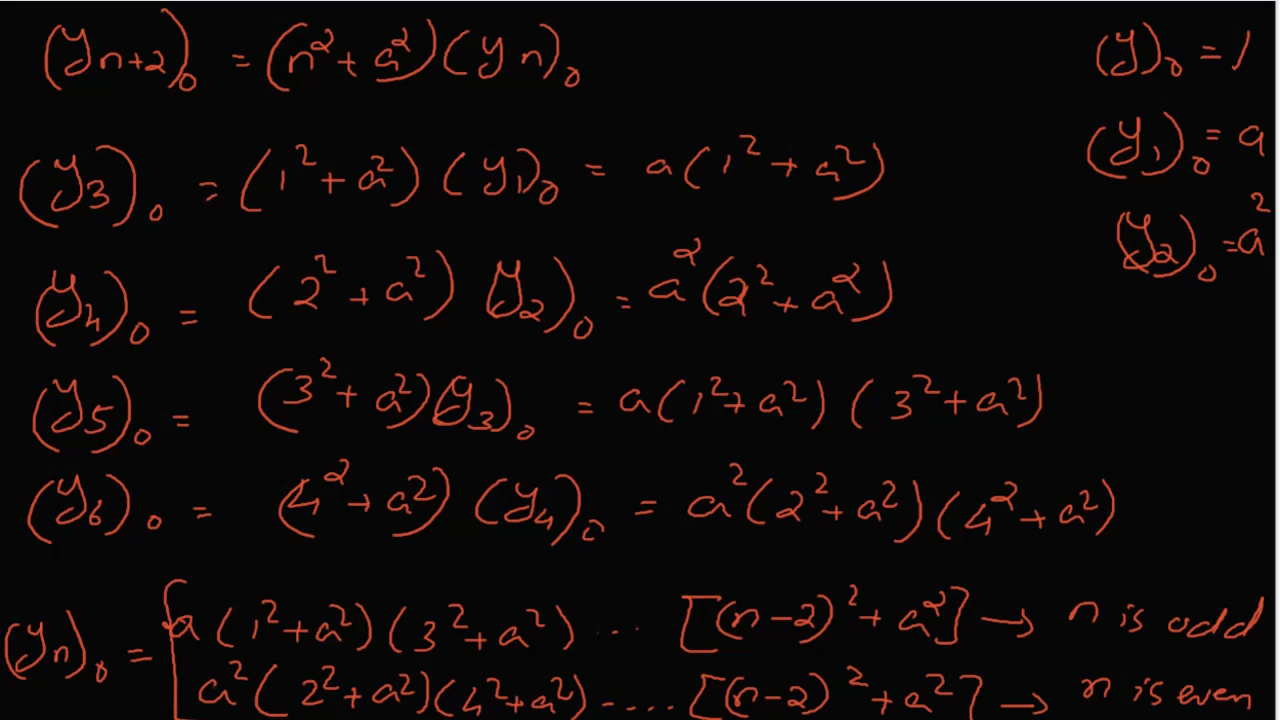 (yn+2)₀ = (n² + a²)(yn)₀
(y)₀ = 1
(y₁)₀ = a
(y₂)₀ = a²
(y₃)₀ = (1² + a²)(y₁)₀ = a(1² + a²)
(y₄)₀ = (2² + a²)(y₂)₀ = a²(2² + a²)
(y₅)₀ = (3² + a²)(y₃)₀ = a(1² + a²)(3² + a²)
(y₆)₀ = (4² + a²)(y₄)₀ = a²(2² + a²)(4² + a²)
(yn)₀ = [a(1² + a²)(3² + a²) ... [(n-2)² + a²] → n is odd
a²(2² + a²)(4² + a²) ..... [(n-2)² + a²] → n is even